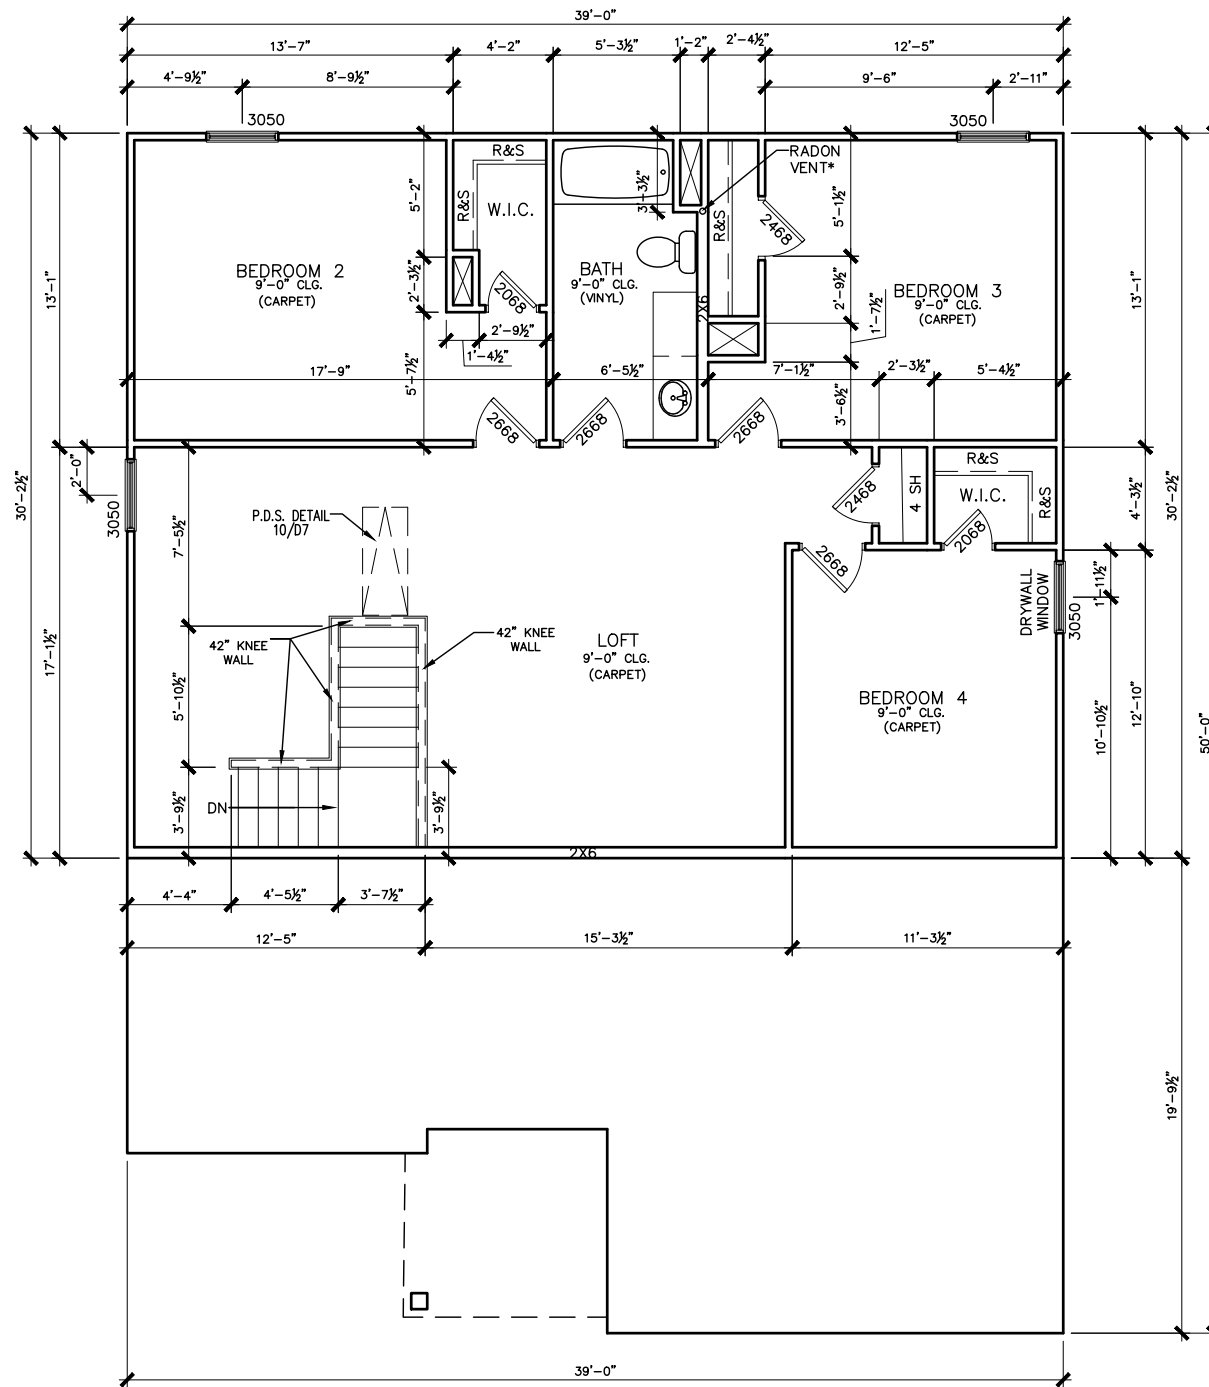 39'-0"
13'-7"
4'-2"
5'-3½"
1'-2"
2'-4½"
12'-5"
4'-9½"
8'-9½"
9'-6"
2'-11"
3050
3050
R&S
RADON
VENT*
5'-2"
R&S
W.I.C.
3'-3½"
R&S
2468
5'-1½"
BEDROOM 2
9'-0" CLG.
(CARPET)
BATH
9'-0" CLG.
(VINYL)
BEDROOM 3
9'-0" CLG.
(CARPET)
13'-1"
13'-1"
2'-3½"
2068
2X6
2'-9½"
1'-7½"
2'-9½"
1'-4½"
5'-7½"
17'-9"
6'-5½"
7'-1½"
2'-3½"
5'-4½"
3'-6½"
2668
2668
2668
2'-0"
3050
30'-2½"
7'-5½"
P.D.S. DETAIL
10/D7
2468
4 SH
R&S
W.I.C.
R&S
2068
2668
4'-3½"
30'-2½"
DRYWALL
WINDOW
3050
1'-11½"
17'-1½"
42" KNEE
WALL
42" KNEE
WALL
LOFT
9'-0" CLG.
(CARPET)
5'-10½"
BEDROOM 4
9'-0" CLG.
(CARPET)
10'-10½"
12'-10"
50'-0"
DN
3'-9½"
3'-9½"
2X6
4'-4"
4'-5½"
3'-7½"
12'-5"
15'-3½"
11'-3½"
19'-9½"
39'-0"